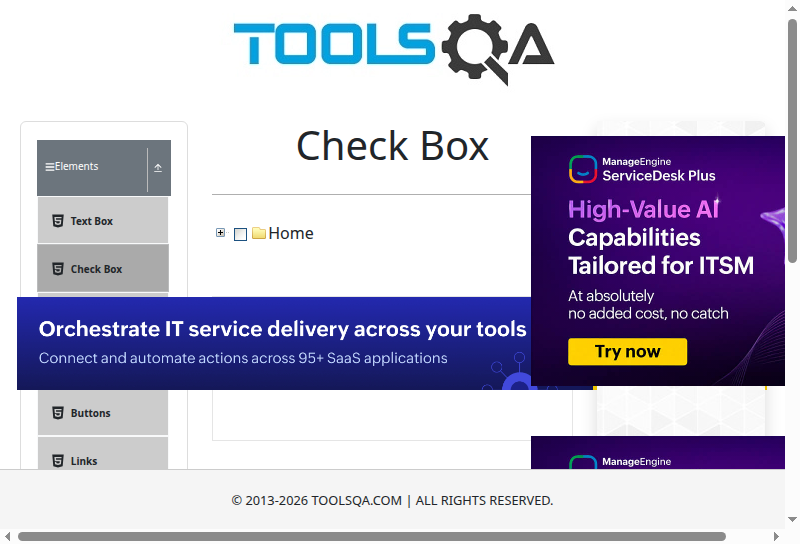 TOOLSQA
Check Box
Elements
Text Box
Check Box
Home
Orchestrate IT service delivery across your tools
Connect and automate actions across 95+ SaaS applications
Buttons
Links
ManageEngine
ServiceDesk Plus
High-Value AI
Capabilities
Tailored for ITSM
At absolutely
no added cost, no catch
Try now
ManageEngine
© 2013-2026 TOOLSQA.COM | ALL RIGHTS RESERVED.